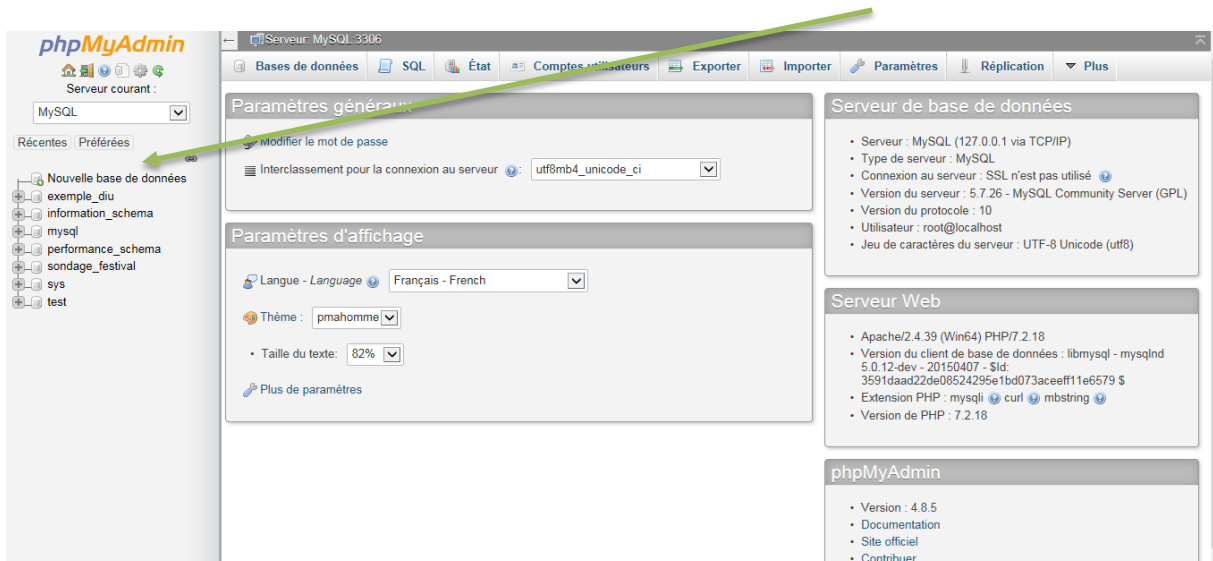 phpMyAdmin
Serveur courant :
MySQL
Récentes Préférées
Nouvelle base de données
exemple_diu
information_schema
mysql
performance_schema
sondage_festival
sys
test
Serveur: MySQL:3306
Bases de données SQL État Comptes utilisateurs Exporter Importer Paramètres Réplication Plus
Paramètres généraux
Modifier le mot de passe
Interclassement pour la connexion au serveur : utf8mb4_unicode_ci
Paramètres d'affichage
Langue - Language Français - French
Thème : pmahomme
• Taille du texte: 82%
Plus de paramètres
Serveur de base de données
• Serveur : MySQL (127.0.0.1 via TCP/IP)
• Type de serveur : MySQL
• Connexion au serveur : SSL n'est pas utilisé
• Version du serveur : 5.7.26 - MySQL Community Server (GPL)
• Version du protocole : 10
• Utilisateur : root@localhost
• Jeu de caractères du serveur : UTF-8 Unicode (utf8)
Serveur Web
• Apache/2.4.39 (Win64) PHP/7.2.18
• Version du client de base de données : libmysql - mysqlnd
5.0.12-dev - 20150407 - $Id:
3591daad22de08524295e1bd073aceeff11e6579 $
• Extension PHP : mysqli curl mbstring
• Version de PHP : 7.2.18
phpMyAdmin
• Version : 4.8.5
• Documentation
• Site officiel
• Contribuer